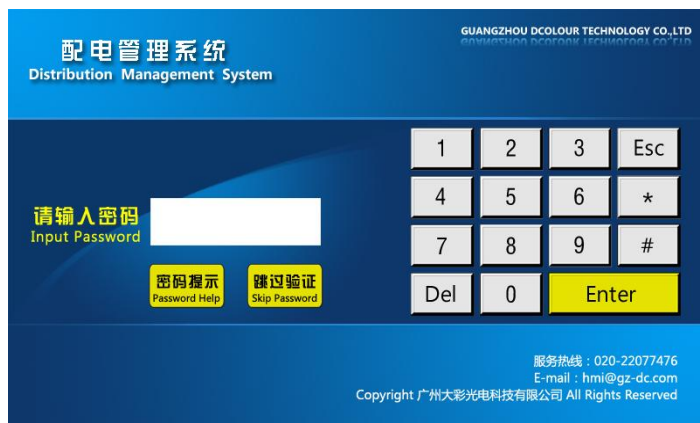 GUANGZHOU DCOLOUR TECHNOLOGY CO.,LTD
配电管理系统
Distribution Management System
1 2 3 Esc
4 5 6 *
请输入密码
Input Password
7 8 9 #
密码提示 跳过验证
Password Help Skip Password
Del 0 Enter
服务热线：020-22077476
E-mail：hmi@gz-dc.com
Copyright 广州大彩光电科技有限公司 All Rights Reserved